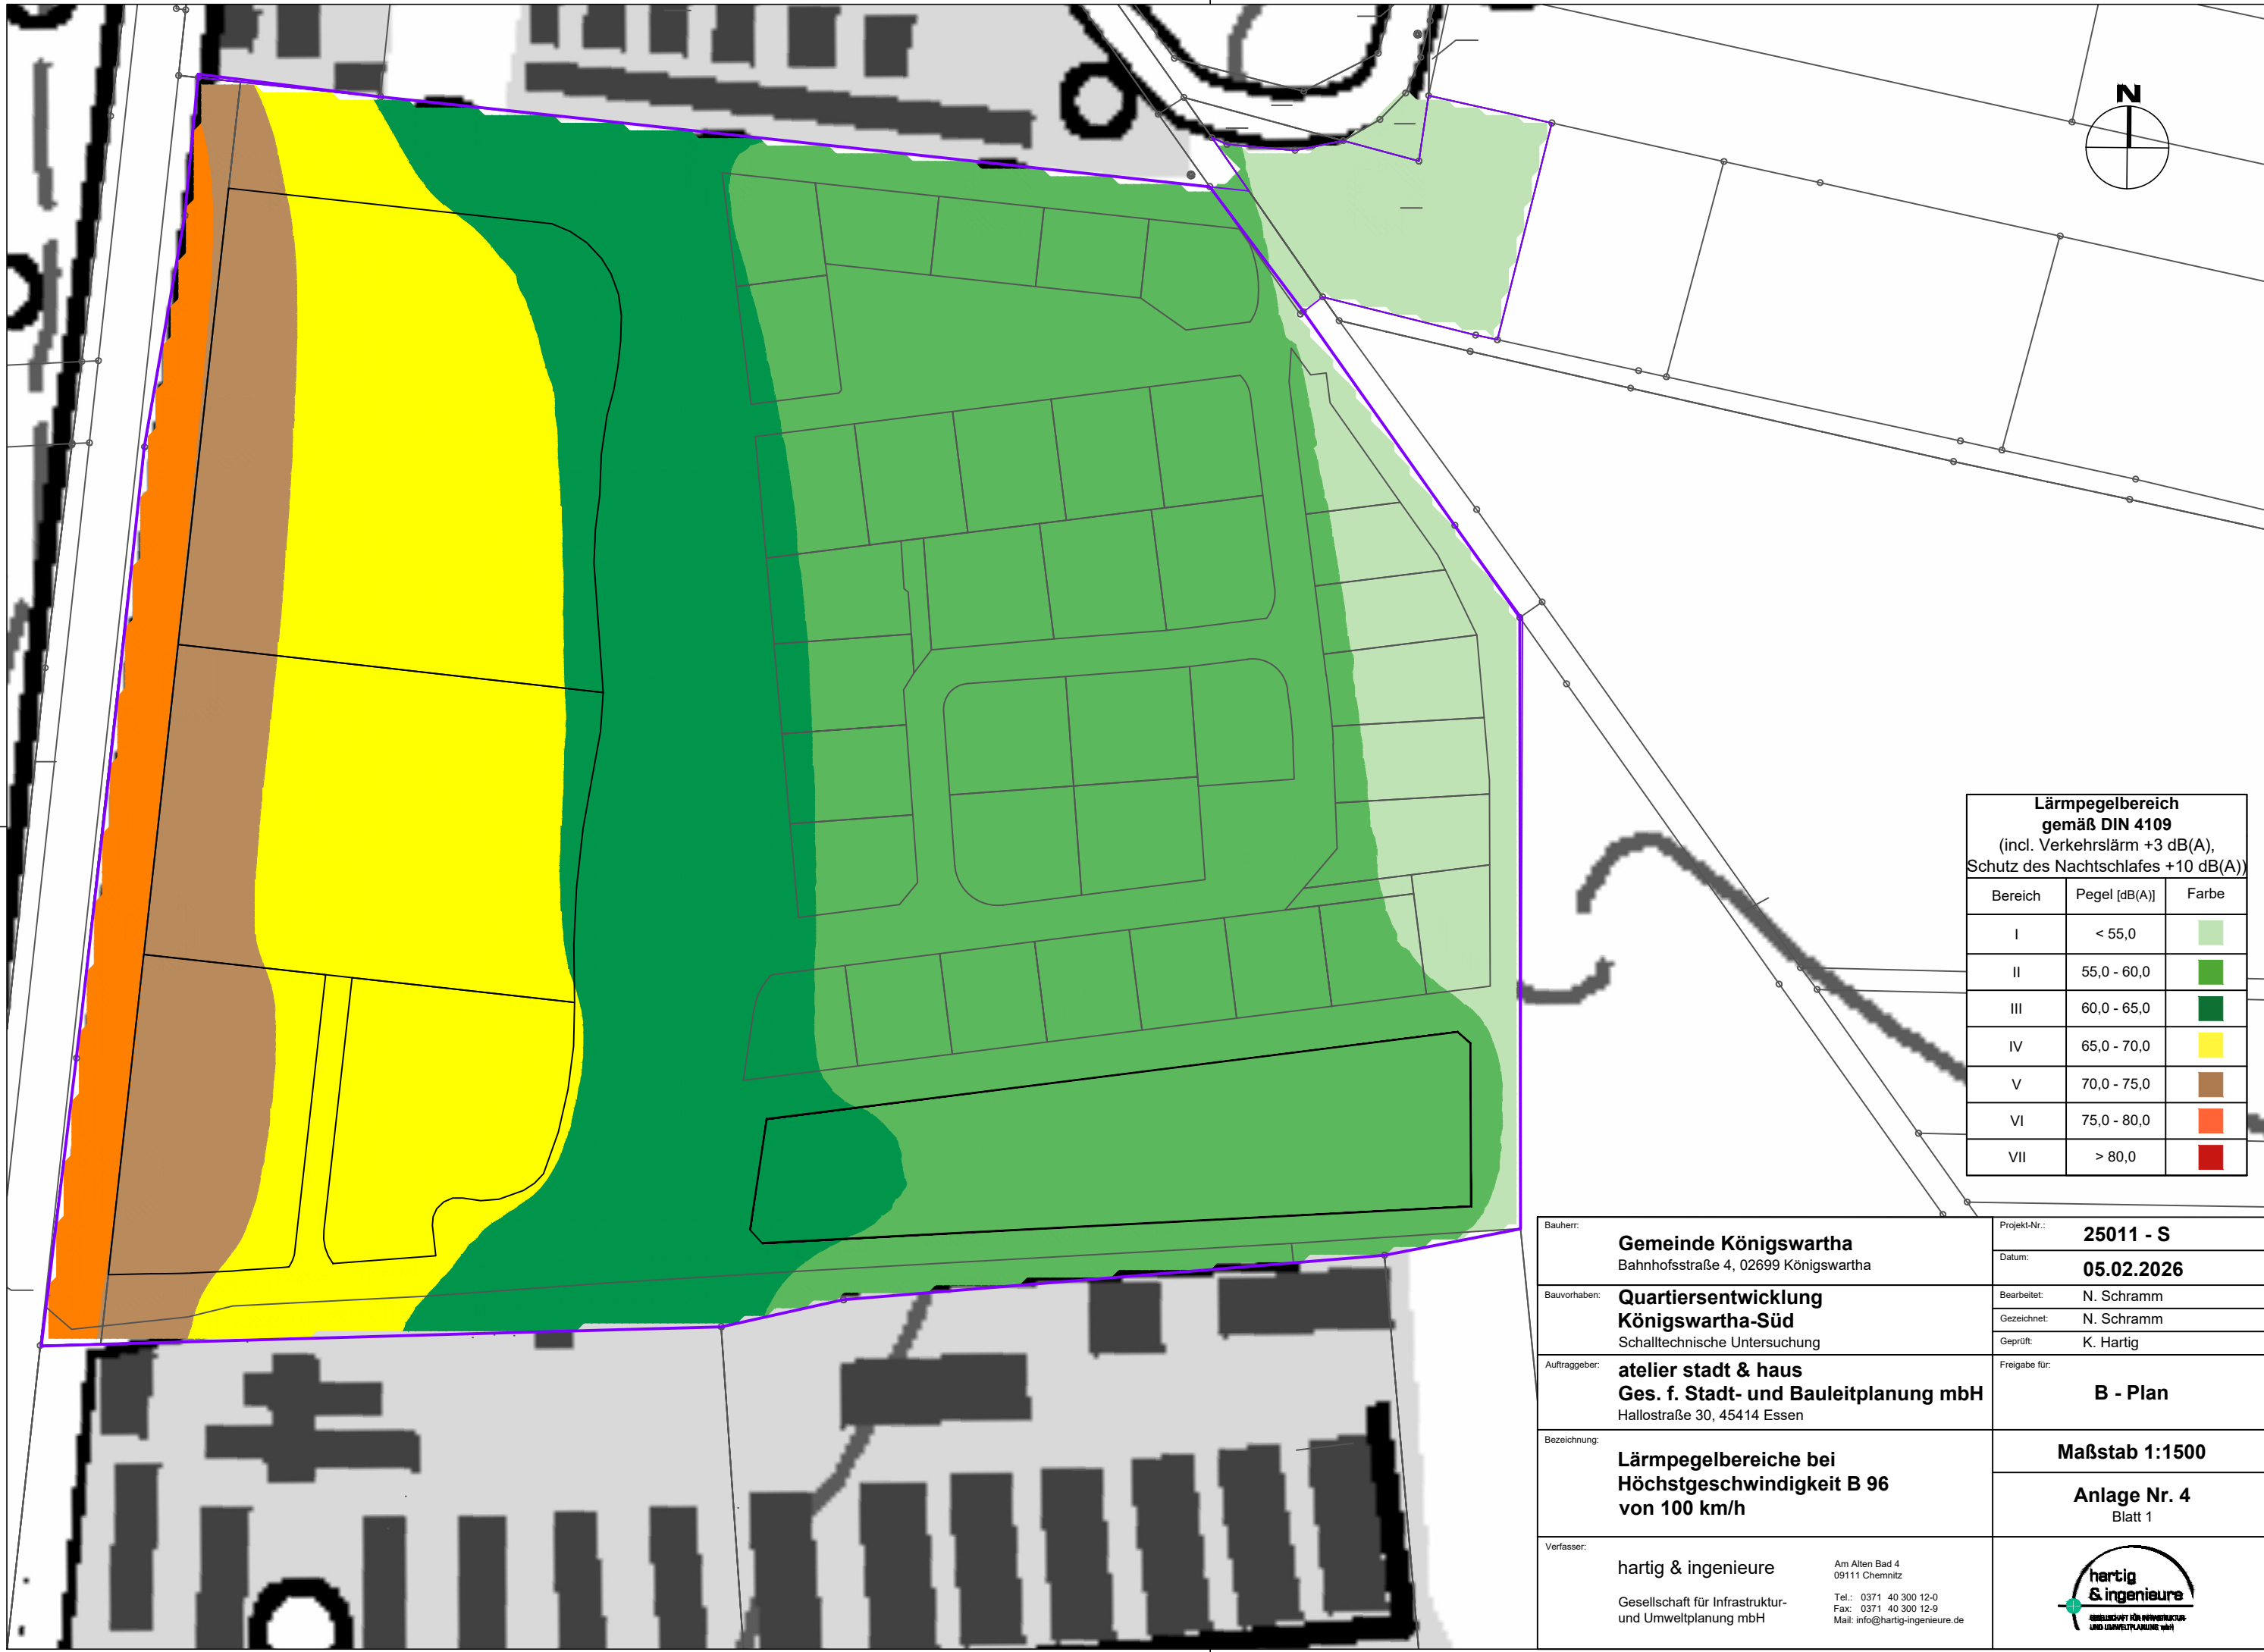 N
Lärmpegelbereich
gemäß DIN 4109
(incl. Verkehrslärm +3 dB(A),
Schutz des Nachtschlafes +10 dB(A))
Bereich Pegel [dB(A)] Farbe
I < 55,0
II 55,0 - 60,0
III 60,0 - 65,0
IV 65,0 - 70,0
V 70,0 - 75,0
VI 75,0 - 80,0
VII > 80,0
Bauherr:
Gemeinde Königswartha
Bahnhofsstraße 4, 02699 Königswartha
Projekt-Nr.:
25011 - S
Datum:
05.02.2026
Bauvorhaben:
Quartiersentwicklung
Königswartha-Süd
Schalltechnische Untersuchung
Bearbeitet: N. Schramm
Gezeichnet: N. Schramm
Geprüft: K. Hartig
Auftraggeber:
atelier stadt & haus
Ges. f. Stadt- und Bauleitplanung mbH
Hallostraße 30, 45414 Essen
Freigabe für:
B - Plan
Bezeichnung:
Lärmpegelbereiche bei
Höchstgeschwindigkeit B 96
von 100 km/h
Maßstab 1:1500
Anlage Nr. 4
Blatt 1
Verfasser:
hartig & ingenieure
Gesellschaft für Infrastruktur-
und Umweltplanung mbH
Am Alten Bad 4
09111 Chemnitz
Tel.: 0371 40 300 12-0
Fax: 0371 40 300 12-9
Mail: info@hartig-ingenieure.de
hartig
& ingenieure
GESELLSCHAFT FÜR INFRASTRUKTUR-
UND UMWELTPLANUNG mbH